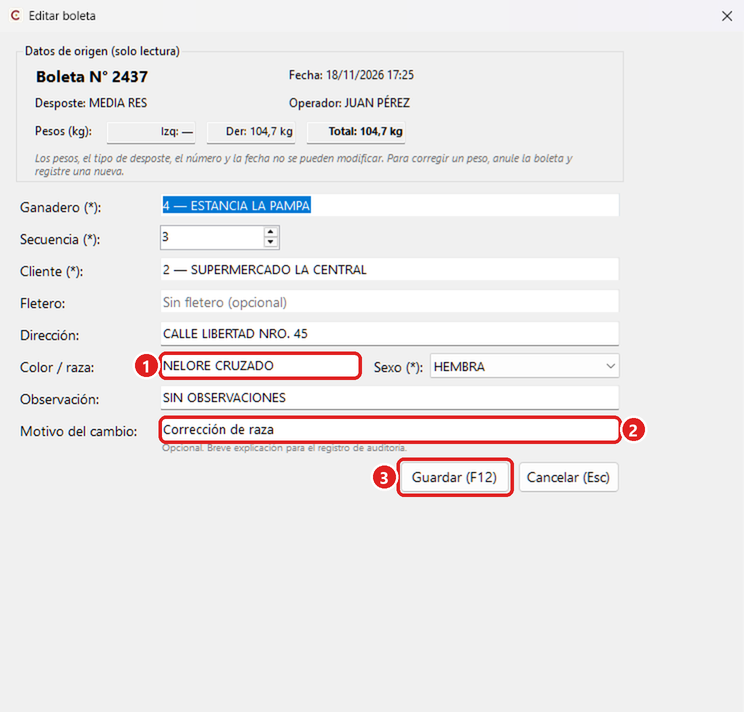 Editar boleta
Datos de origen (solo lectura)
Boleta N° 2437
Fecha: 18/11/2026 17:25
Desposte: MEDIA RES
Operador: JUAN PÉREZ
Pesos (kg):
Izq: —
Der: 104,7 kg
Total: 104,7 kg
Los pesos, el tipo de desposte, el número y la fecha no se pueden modificar. Para corregir un peso, anule la boleta y
registre una nueva.
Ganadero (*):
4 — ESTANCIA LA PAMPA
Secuencia (*):
3
Cliente (*):
2 — SUPERMERCADO LA CENTRAL
Fletero:
Sin fletero (opcional)
Dirección:
CALLE LIBERTAD NRO. 45
Color / raza:
1
NELORE CRUZADO
Sexo (*):
HEMBRA
Observación:
SIN OBSERVACIONES
Motivo del cambio:
Corrección de raza
2
Opcional. Breve explicación para el registro de auditoría.
3
Guardar (F12)
Cancelar (Esc)